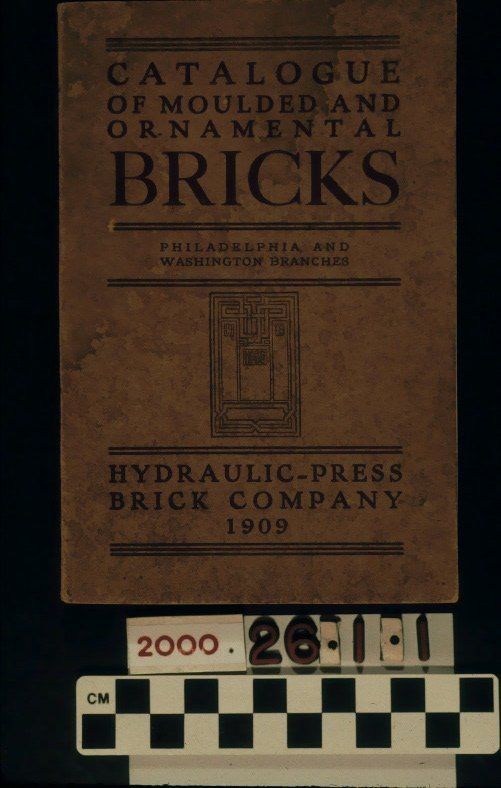 CATALOGUE
OF MOULDED AND
ORNAMENTAL
BRICKS
PHILADELPHIA AND
WASHINGTON BRANCHES
HYDRAULIC-PRESS
BRICK COMPANY
1909
2000.26.1.1
CM